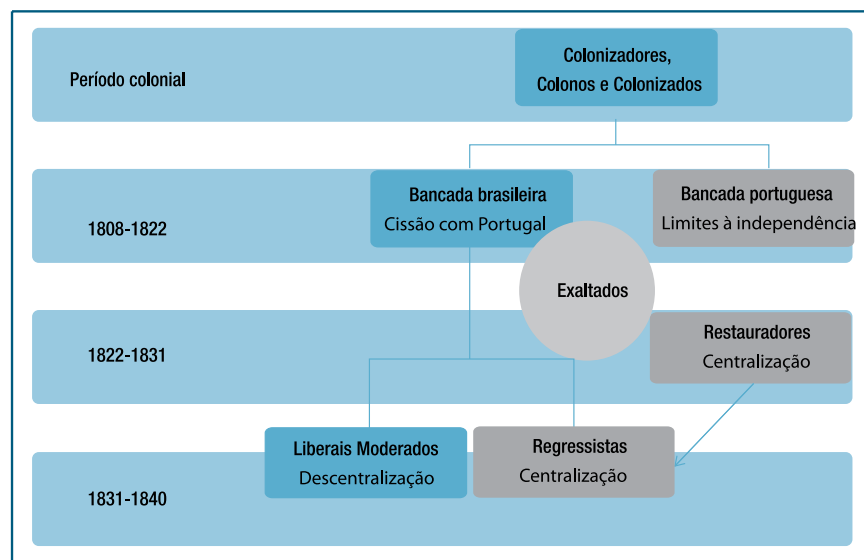 Período colonial
Colonizadores,
Colonos e Colonizados
1808-1822
Bancada brasileira
Cissão com Portugal
Bancada portuguesa
Limites à independência
Exaltados
1822-1831
Restauradores
Centralização
1831-1840
Liberais Moderados
Descentralização
Regressistas
Centralização